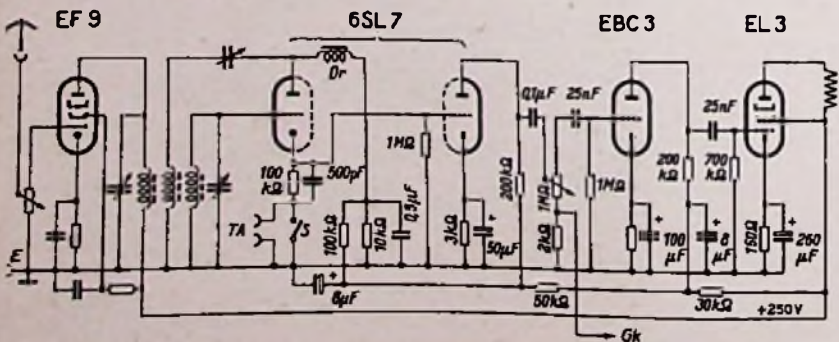 EF 9
6SL7
EBC 3
EL 3
Dr
0,1µF
25nF
25nF
100
kΩ
500pF
1MΩ
200kΩ
1MΩ
1MΩ
200
kΩ
700
kΩ
TA
S
100kΩ
10kΩ
0,5µF
3kΩ
50µF
2kΩ
100
µF
8
µF
150Ω
260
µF
E
8µF
50kΩ
30kΩ
+250V
Gk